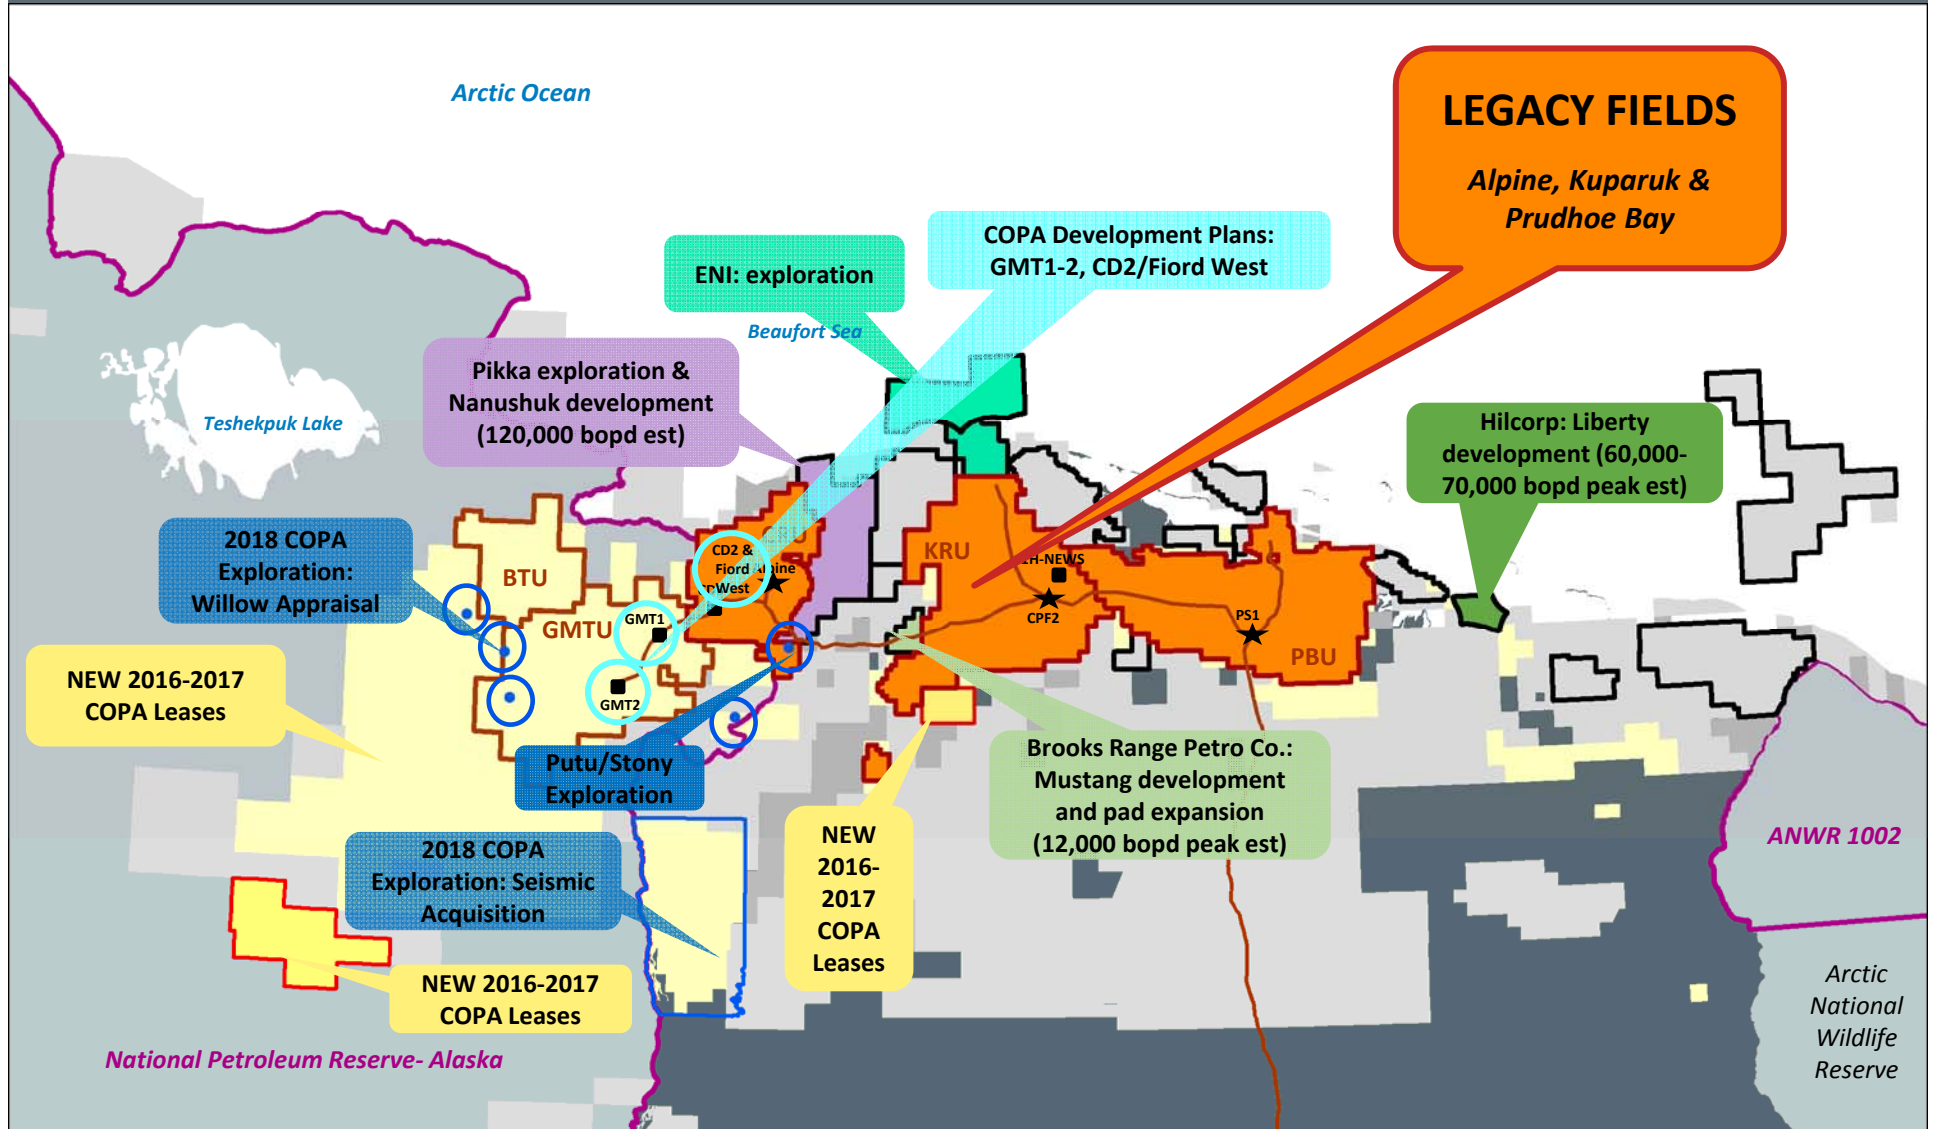 Arctic Ocean
LEGACY FIELDS
Alpine, Kuparuk &
Prudhoe Bay
COPA Development Plans:
GMT1-2, CD2/Fiord West
ENI: exploration
Beaufort Sea
Pikka exploration &
Nanushuk development
(120,000 bopd est)
Teshekpuk Lake
Hilcorp: Liberty
development (60,000-
70,000 bopd peak est)
2018 COPA
Exploration:
Willow Appraisal
BTU
GMTU
GMT1
GMT2
CD2 &
Fiord
West
Alpine
KRU
1H-NEWS
CPF2
PS1
PBU
NEW 2016-2017
COPA Leases
Putu/Stony
Exploration
Brooks Range Petro Co.:
Mustang development
and pad expansion
(12,000 bopd peak est)
NEW
2016-
2017
COPA
Leases
2018 COPA
Exploration: Seismic
Acquisition
NEW 2016-2017
COPA Leases
ANWR 1002
National Petroleum Reserve- Alaska
Arctic
National
Wildlife
Reserve